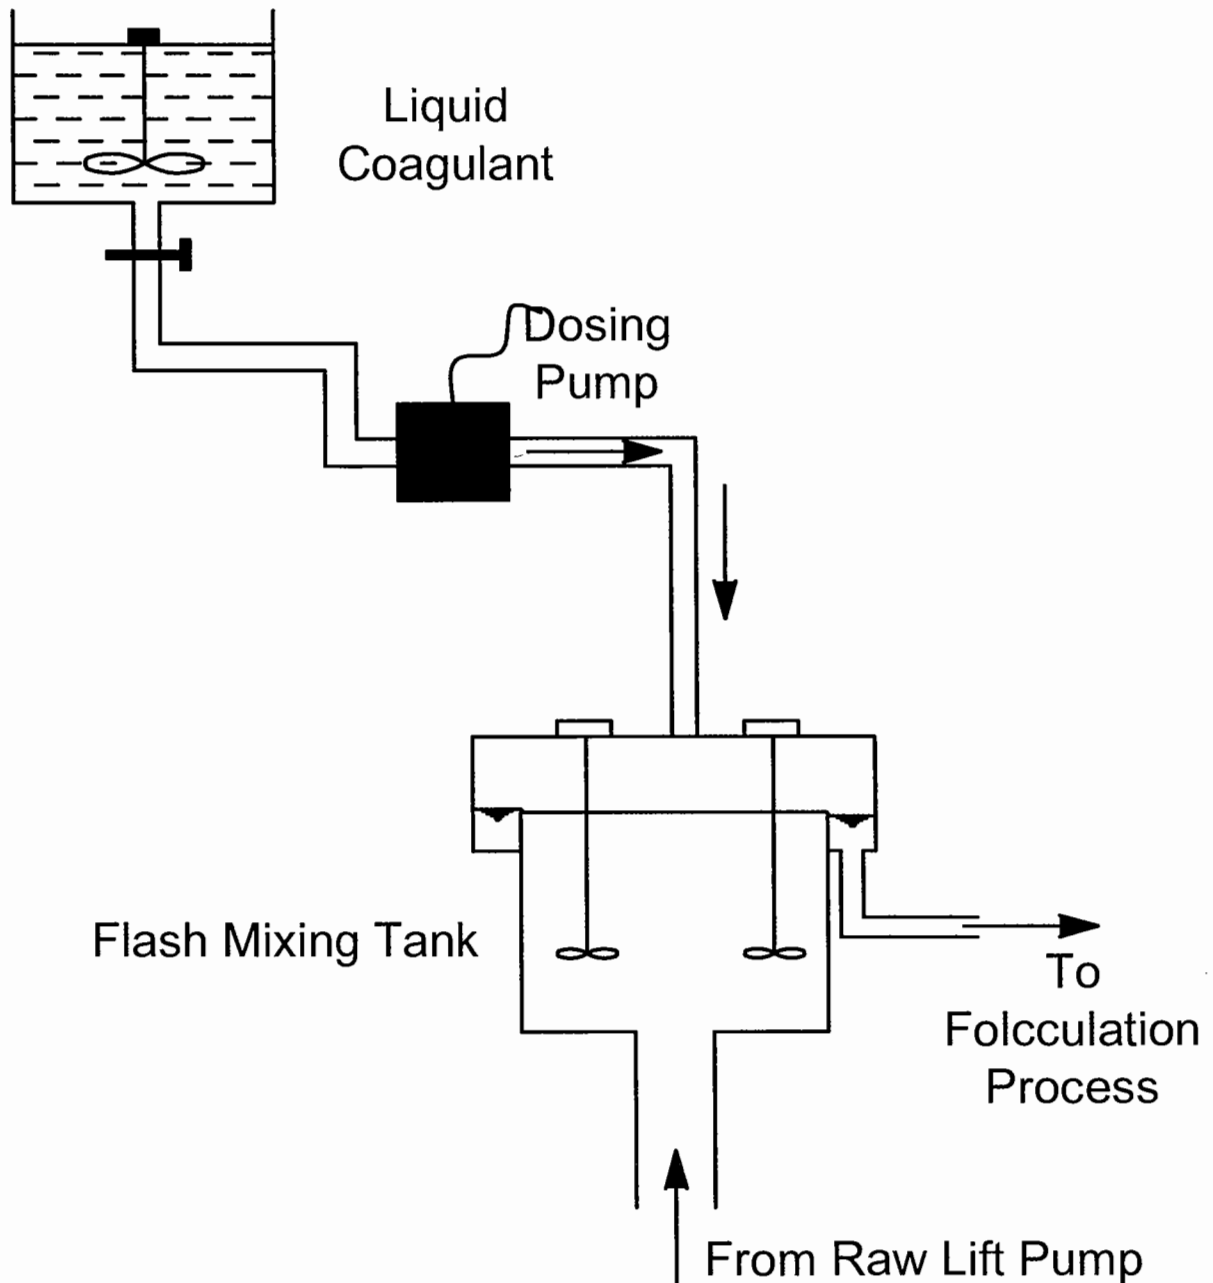 Liquid
Coagulant
Dosing
Pump
Flash Mixing Tank
To
Folcculation
Process
From Raw Lift Pump